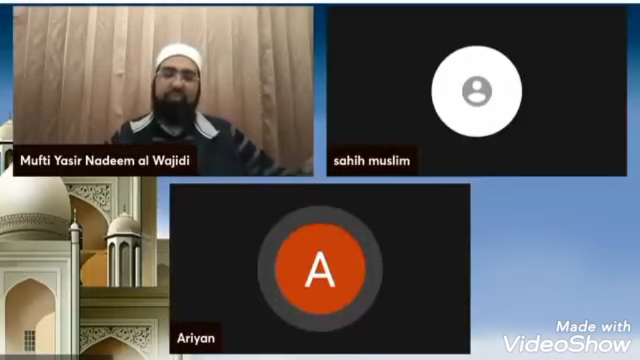 Mufti Yasir Nadeem al Wajidi
sahih muslim
A
Ariyan
Made with
VideoShow